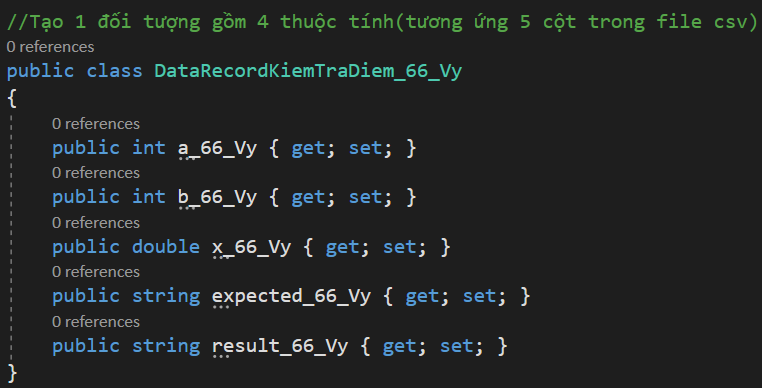 //Tạo 1 đối tượng gồm 4 thuộc tính(tương ứng 5 cột trong file csv)
0 references
public class DataRecordKiemTraDiem_66_Vy
{
0 references
public int a_66_Vy { get; set; }
0 references
public int b_66_Vy { get; set; }
0 references
public double x_66_Vy { get; set; }
0 references
public string expected_66_Vy { get; set; }
0 references
public string result_66_Vy { get; set; }
}